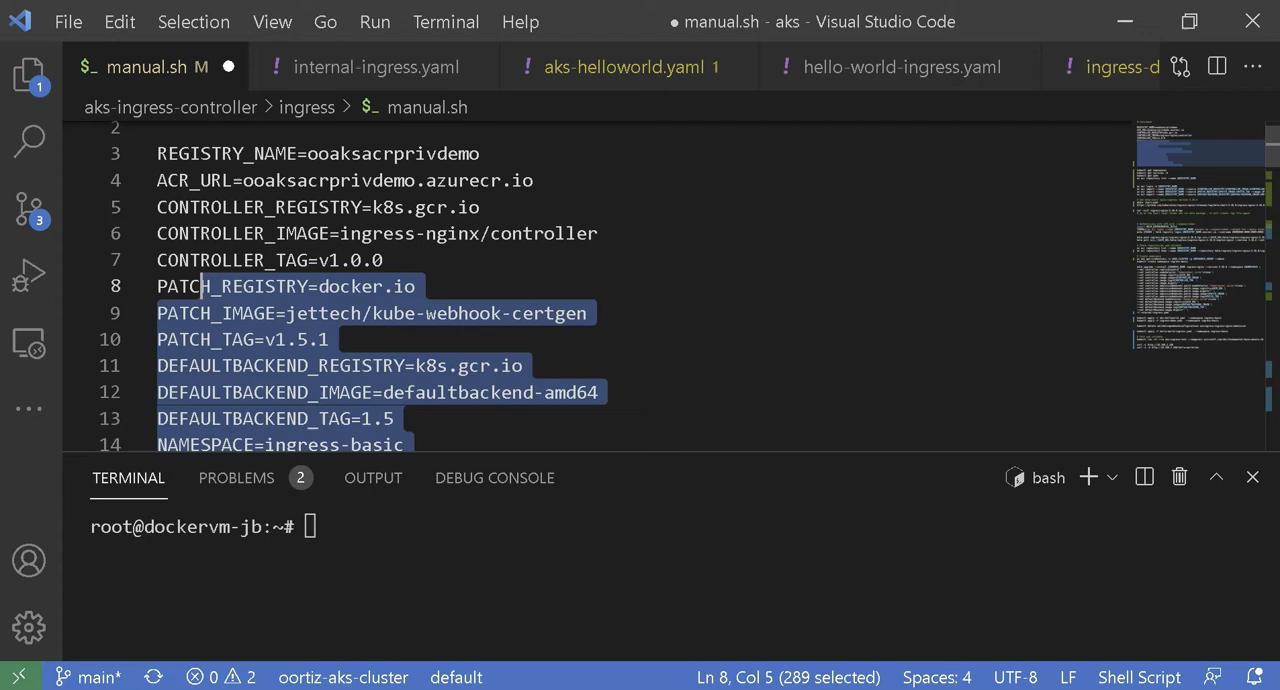 File Edit Selection View Go Run Terminal Help ● manual.sh - aks - Visual Studio Code
$_ manual.sh M ! internal-ingress.yaml ! aks-helloworld.yaml 1 ! hello-world-ingress.yaml ! ingress-d
1
aks-ingress-controller > ingress > $_ manual.sh
2
3 REGISTRY_NAME=ooaksacrprivdemo
4 ACR_URL=ooaksacrprivdemo.azurecr.io
5 CONTROLLER_REGISTRY=k8s.gcr.io
6 CONTROLLER_IMAGE=ingress-nginx/controller
7 CONTROLLER_TAG=v1.0.0
8 PATCH_REGISTRY=docker.io
9 PATCH_IMAGE=jettech/kube-webhook-certgen
10 PATCH_TAG=v1.5.1
11 DEFAULTBACKEND_REGISTRY=k8s.gcr.io
12 DEFAULTBACKEND_IMAGE=defaultbackend-amd64
13 DEFAULTBACKEND_TAG=1.5
14 NAMESPACE=ingress-basic
3
TERMINAL PROBLEMS 2 OUTPUT DEBUG CONSOLE bash
root@dockervm-jb:~#
main* 0 2 oortiz-aks-cluster default Ln 8, Col 5 (289 selected) Spaces: 4 UTF-8 LF Shell Script